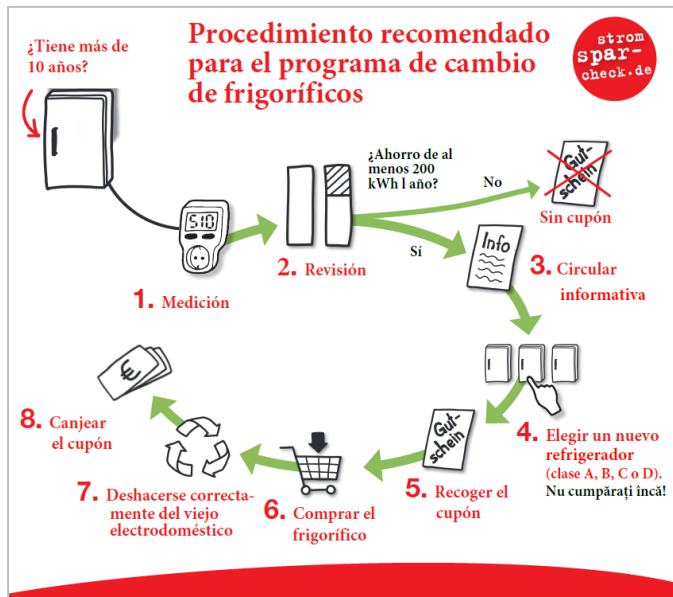 ¿Tiene más de
10 años?
Procedimiento recomendado
para el programa de cambio
de frigoríficos
strom
spar-
check.de
510
1. Medición
2. Revisión
¿Ahorro de al
menos 200
kWh l año?
No
Gut-
schein
Sin cupón
Sí
Info
3. Circular
informativa
4. Elegir un nuevo
refrigerador
(clase A, B, C o D).
Nu cumpărați încă!
Gut-
schein
5. Recoger el
cupón
6. Comprar el
frigorífico
7. Deshacerse correcta-
mente del viejo
electrodoméstico
€
8. Canjear
el cupón